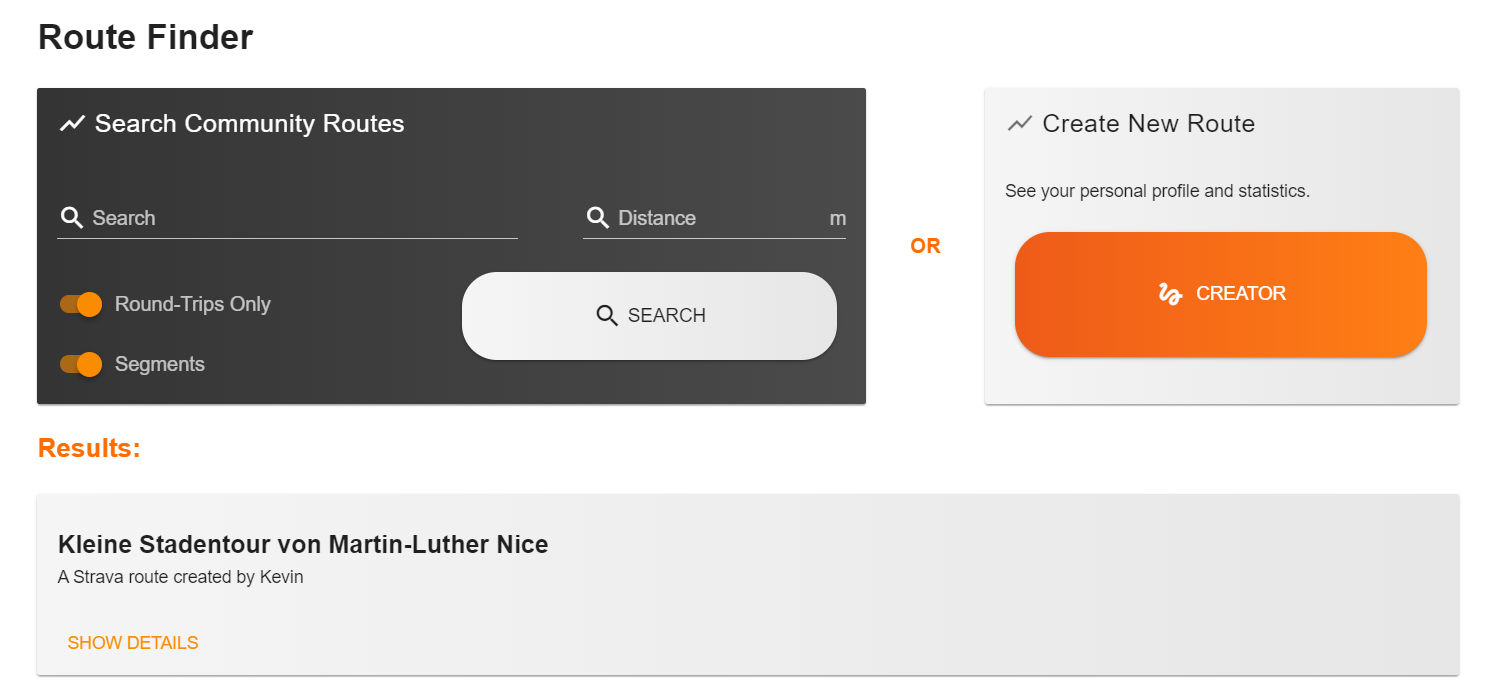 Route Finder
Search Community Routes
Search
Distance
m
Round-Trips Only
SEARCH
Segments
OR
Create New Route
See your personal profile and statistics.
CREATOR
Results:
Kleine Stadentour von Martin-Luther Nice
A Strava route created by Kevin
SHOW DETAILS